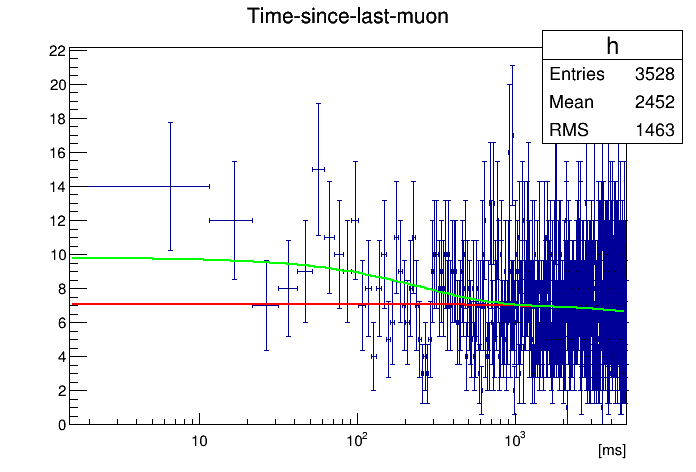 Time-since-last-muon
h
Entries 3528
Mean 2452
RMS 1463
22
20
18
16
14
12
10
8
6
4
2
0
10 10² 10³
[ms]